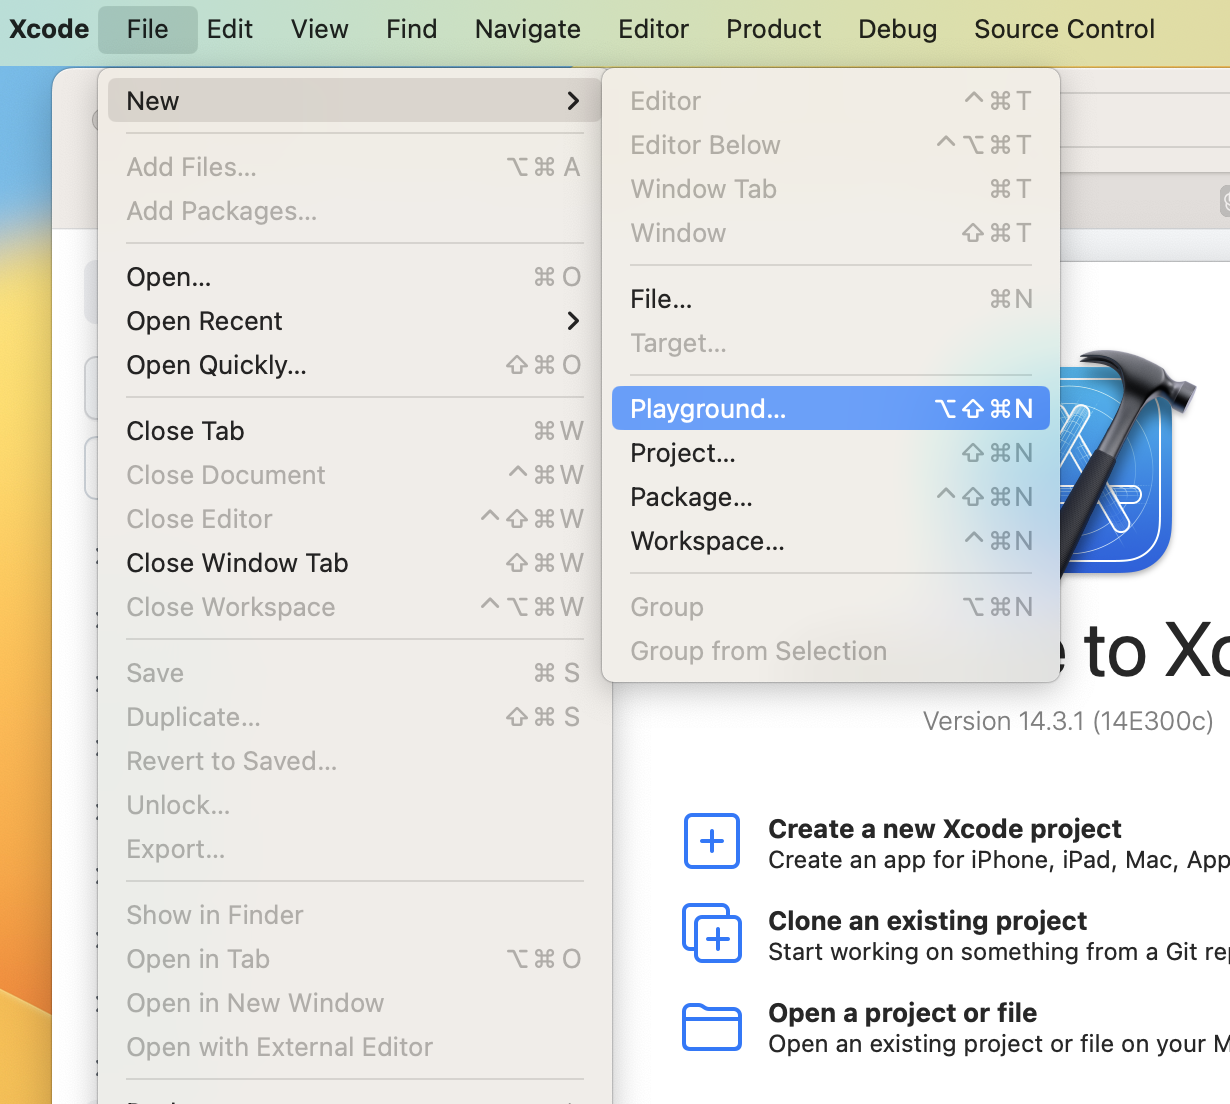 Xcode File Edit View Find Navigate Editor Product Debug Source Control
New
Add Files... ⌥⌘A
Add Packages...
Open... ⌘O
Open Recent
Open Quickly... ⇧⌘O
Close Tab ⌘W
Close Document ⌃⌘W
Close Editor ⌃⇧⌘W
Close Window Tab ⇧⌘W
Close Workspace ⌃⌥⌘W
Save ⌘S
Duplicate... ⇧⌘S
Revert to Saved...
Unlock...
Export...
Show in Finder
Open in Tab ⌥⌘O
Open in New Window
Open with External Editor
Editor ⌃⌘T
Editor Below ⌃⌥⌘T
Window Tab ⌘T
Window ⇧⌘T
File... ⌘N
Target...
Playground... ⌥⇧⌘N
Project... ⇧⌘N
Package... ⌃⇧⌘N
Workspace... ⌃⌘N
Group ⌥⌘N
Group from Selection
to Xc
Version 14.3.1 (14E300c)
Create a new Xcode project
Create an app for iPhone, iPad, Mac, App
Clone an existing project
Start working on something from a Git rep
Open a project or file
Open an existing project or file on your M